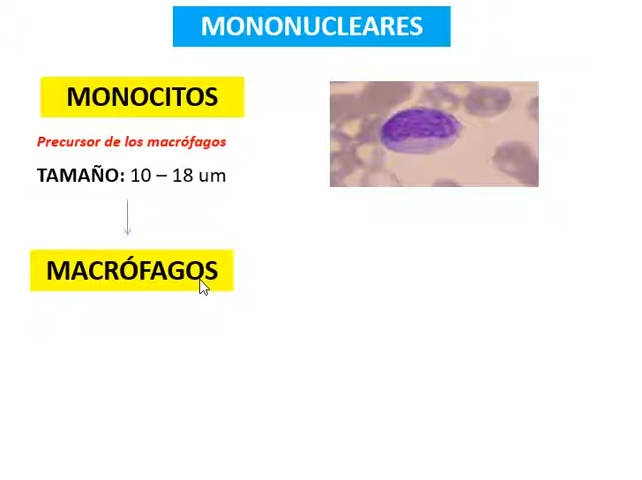 MONONUCLEARES
MONOCITOS
Precursor de los macrófagos
TAMAÑO: 10 – 18 um
MACRÓFAGOS